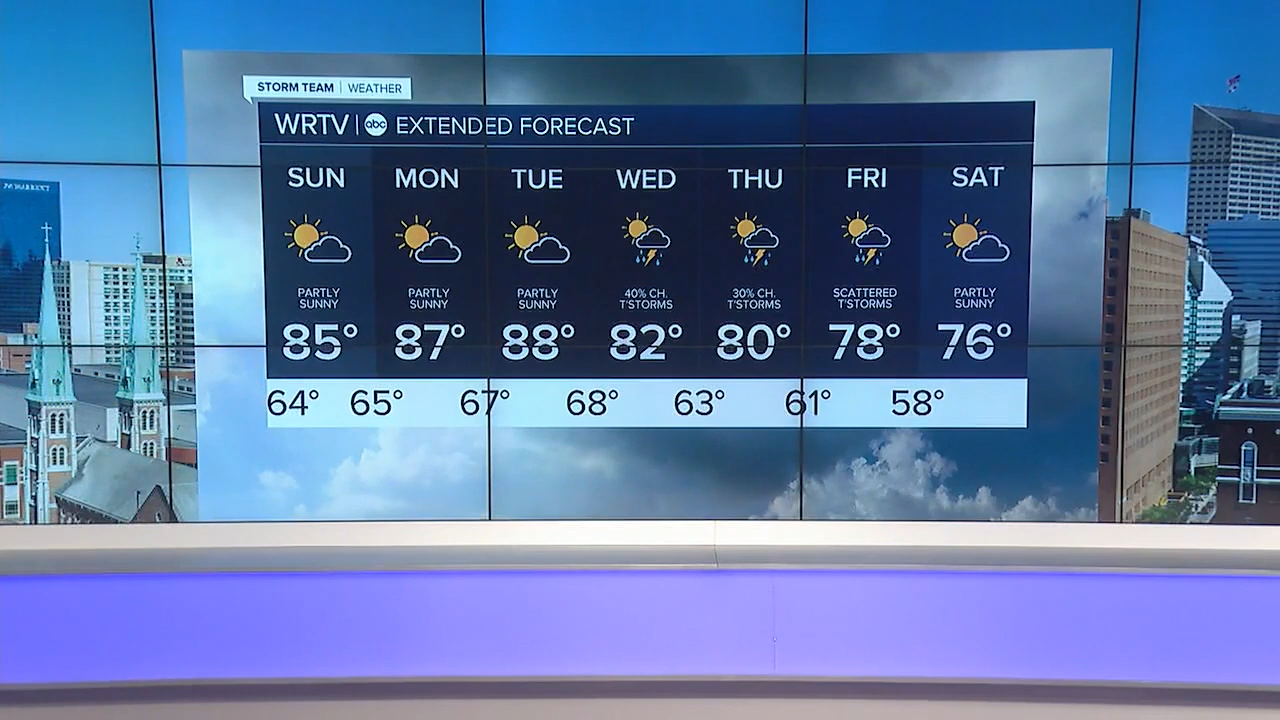 STORM TEAM | WEATHER
WRTV | abc EXTENDED FORECAST
SUN MON TUE WED THU FRI SAT
PARTLY SUNNY PARTLY SUNNY PARTLY SUNNY 40% CH. T'STORMS 30% CH. T'STORMS SCATTERED T'STORMS PARTLY SUNNY
85° 87° 88° 82° 80° 78° 76°
64° 65° 67° 68° 63° 61° 58°